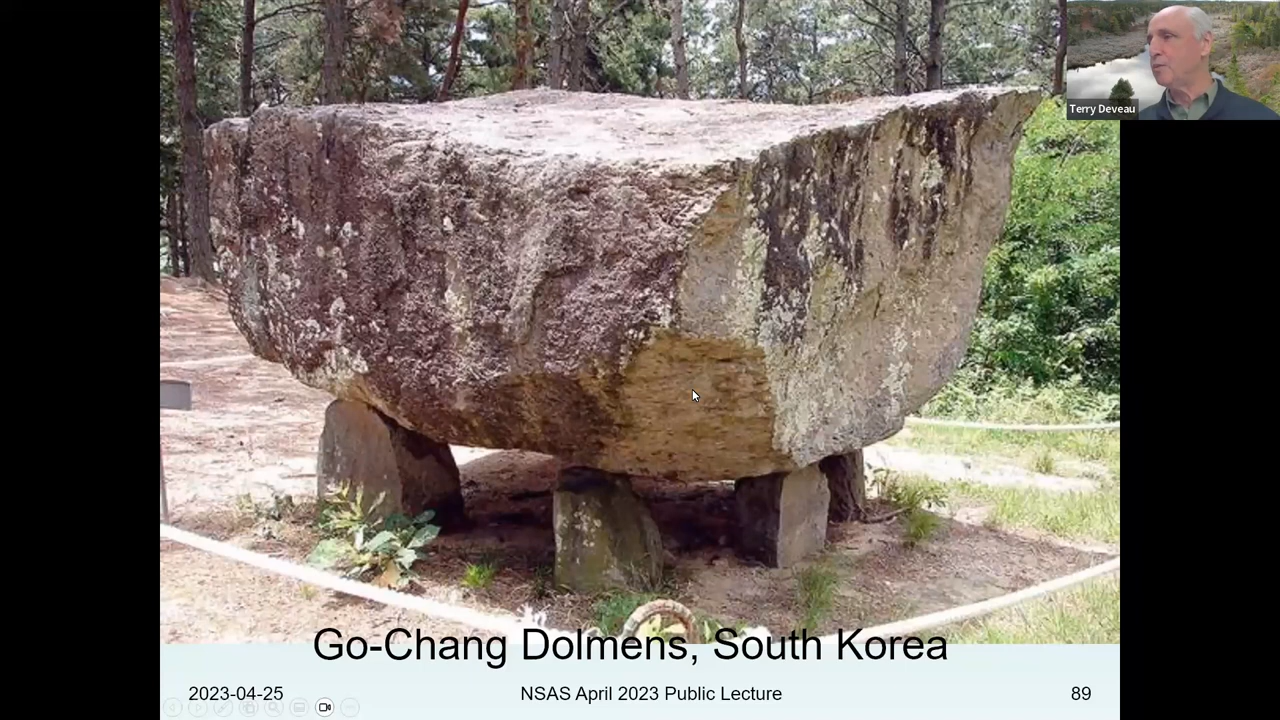 Terry Deveau
Go-Chang Dolmens, South Korea
2023-04-25 NSAS April 2023 Public Lecture 89